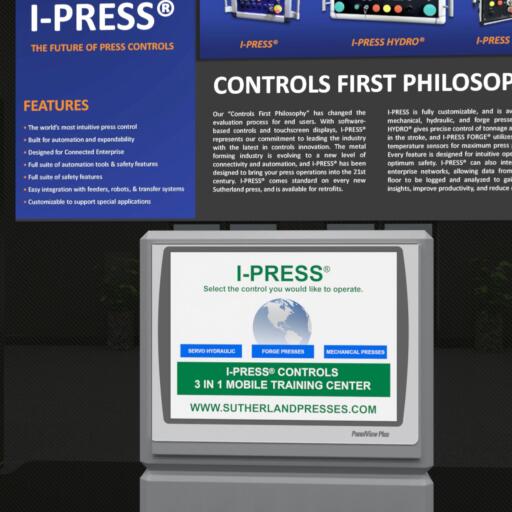 I-PRESS®
THE FUTURE OF PRESS CONTROLS
FEATURES
• The world's most intuitive press control
• Built for automation and expandability
• Designed for Connected Enterprise
• Full suite of automation tools & safety features
• Full suite of safety features
• Easy integration with feeders, robots, & transfer systems
• Customizable to support special applications
I-PRESS®
I-PRESS HYDRO®
I-PRESS
CONTROLS FIRST PHILOSOP
Our "Controls First Philosophy" has changed the
evaluation process for end users. With software-
based controls and touchscreen displays, I-PRESS®
represents our commitment to leading the industry
with the latest in controls innovation. The metal
forming industry is evolving to a new level of
connectivity and automation, and I-PRESS® has been
designed to bring your press operations into the 21st
century. I-PRESS® comes standard on every new
Sutherland press, and is available for retrofits.
I-PRESS is fully customizable, and is av
mechanical, hydraulic, and forge presse
HYDRO® gives precise control of tonnage a
in the stroke, and I-PRESS FORGE® utilizes
temperature sensors for maximum press
Every feature is designed for intuitive ope
optimum safety. I-PRESS® can also inte
enterprise networks, allowing data from
floor to be logged and analyzed to gai
insights, improve productivity, and reduce
I-PRESS®
Select the control you would like to operate.
SERVO HYDRAULIC
FORGE PRESSES
MECHANICAL PRESSES
I-PRESS® CONTROLS
3 IN 1 MOBILE TRAINING CENTER
WWW.SUTHERLANDPRESSES.COM
PanelView Plus